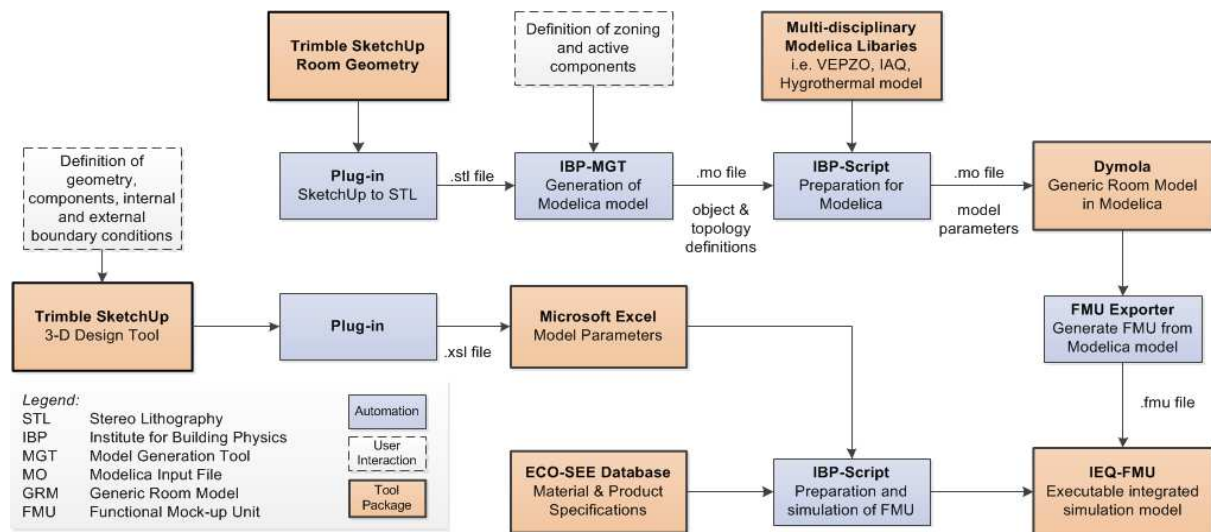 Trimble SketchUp
Room Geometry
Definition of zoning
and active
components
Multi-disciplinary
Modelica Libaries
i.e. VEPZO, IAQ,
Hygrothermal model
Definition of
geometry,
components, internal
and external
boundary conditions
Plug-in
SketchUp to STL
.stl file
IBP-MGT
Generation of
Modelica model
.mo file
object &
topology
definitions
IBP-Script
Preparation for
Modelica
.mo file
model
parameters
Dymola
Generic Room Model
in Modelica
Trimble SketchUp
3-D Design Tool
Plug-in
.xsl file
Microsoft Excel
Model Parameters
FMU Exporter
Generate FMU from
Modelica model
.fmu file
Legend:
STL Stereo Lithography
IBP Institute for Building Physics
MGT Model Generation Tool
MO Modelica Input File
GRM Generic Room Model
FMU Functional Mock-up Unit
Automation
User
Interaction
Tool
Package
ECO-SEE Database
Material & Product
Specifications
IBP-Script
Preparation and
simulation of FMU
IEQ-FMU
Executable integrated
simulation model